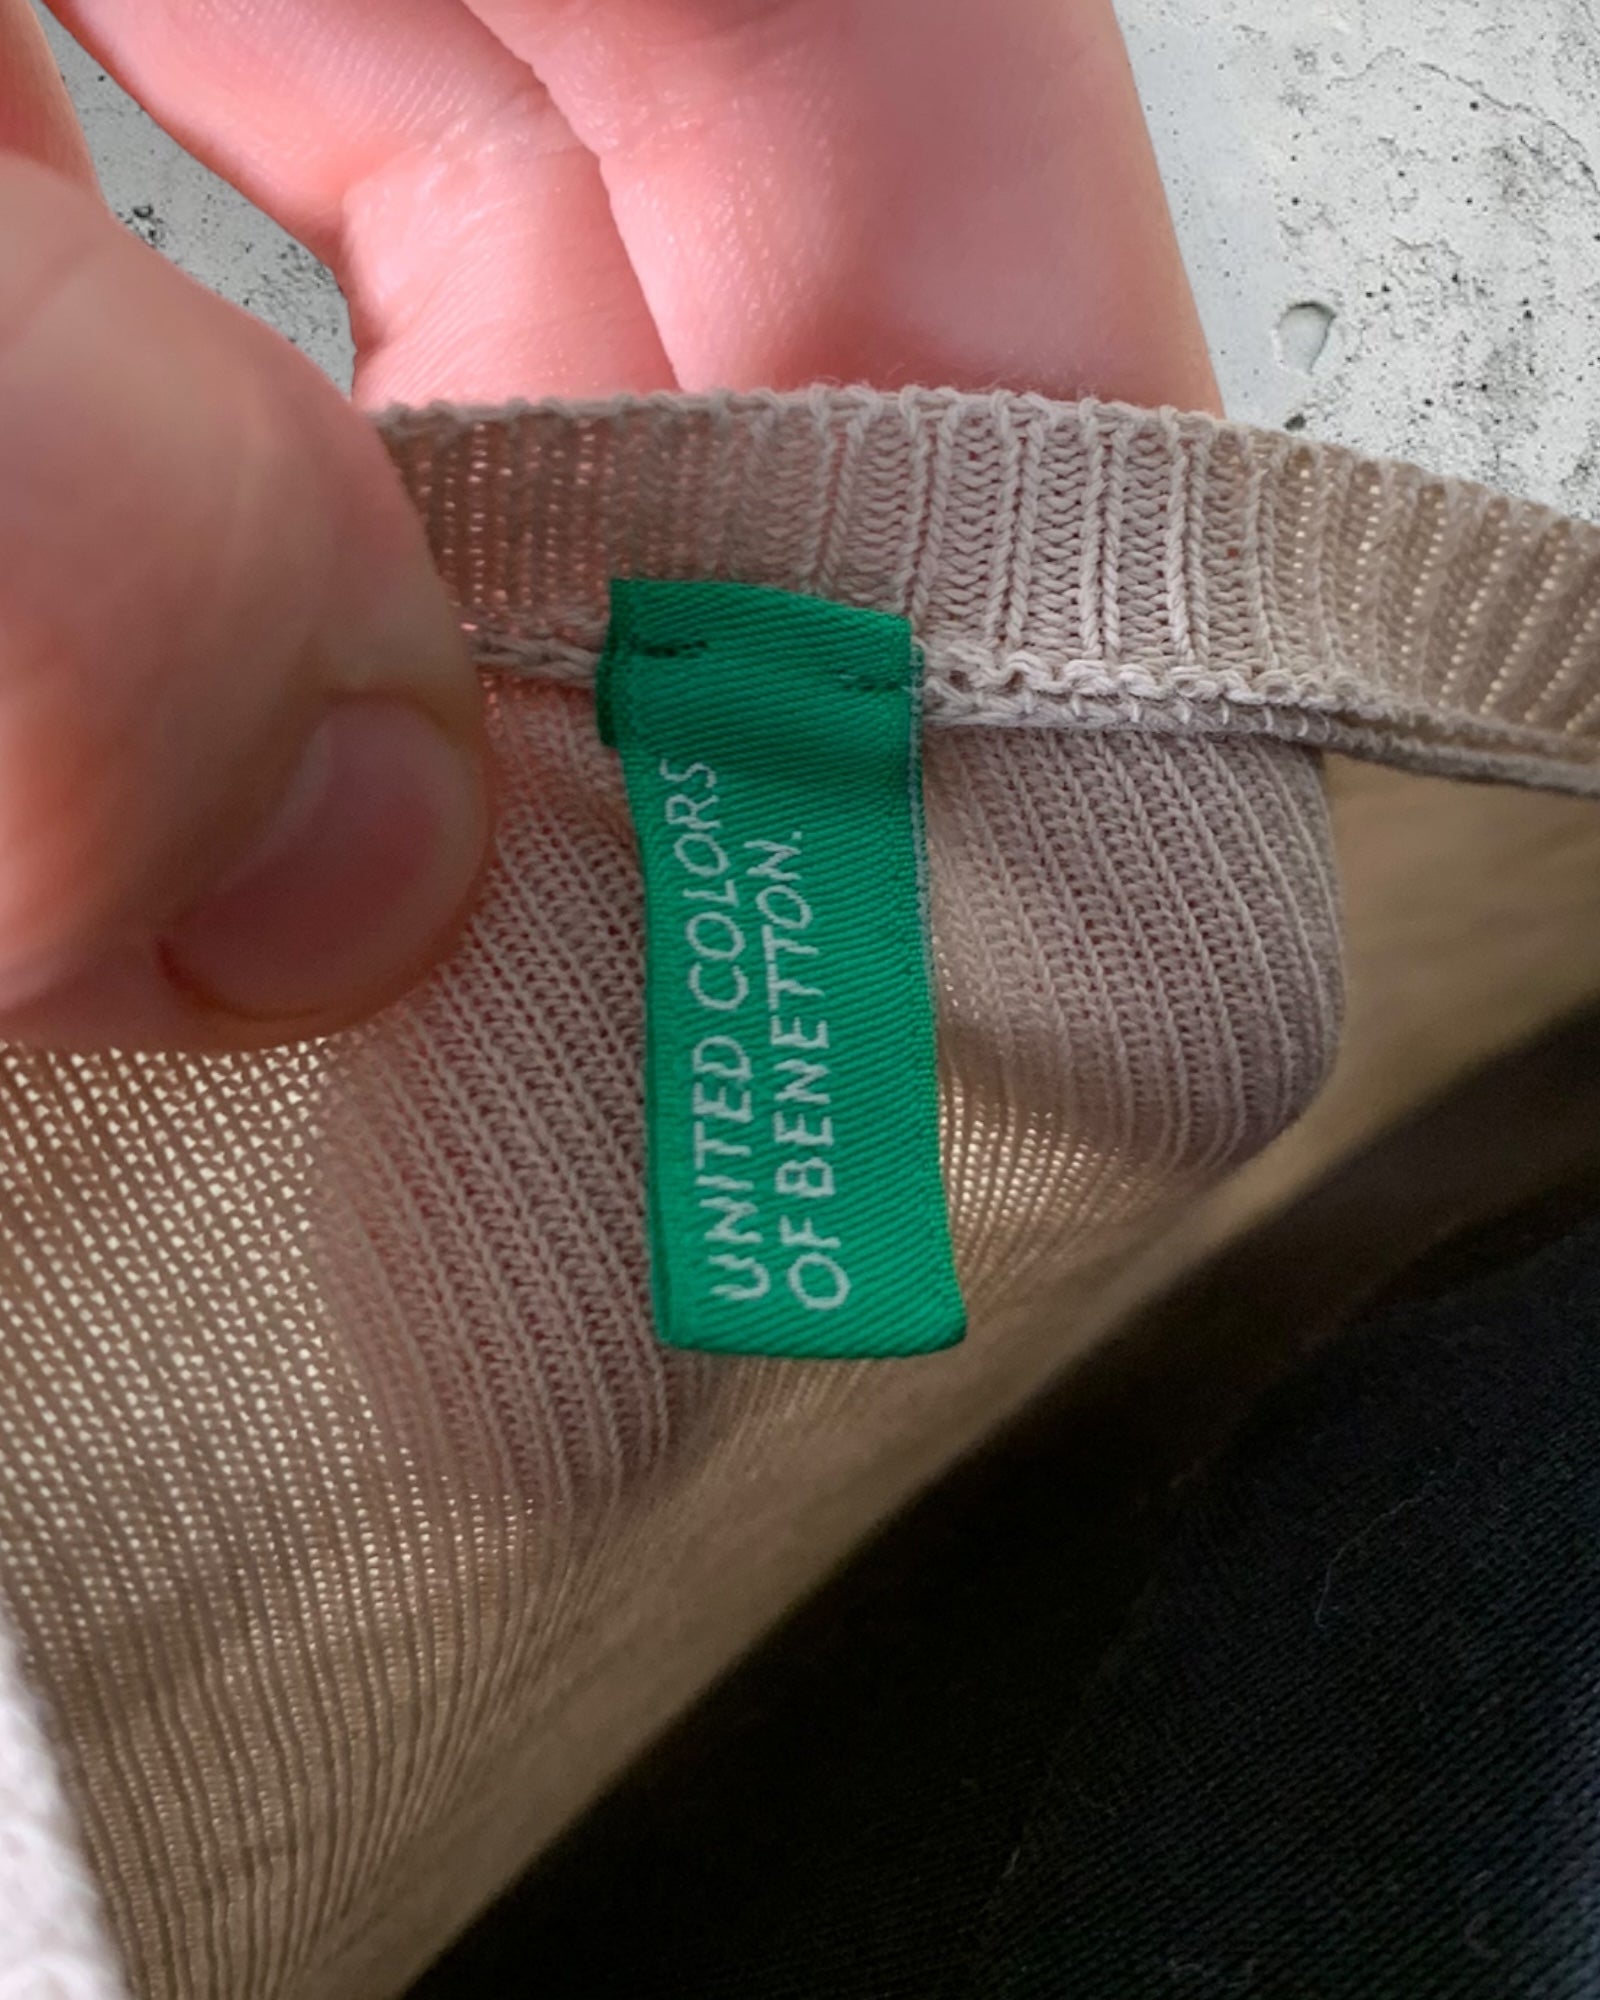 UNITED COLORS
OF BENETTON.